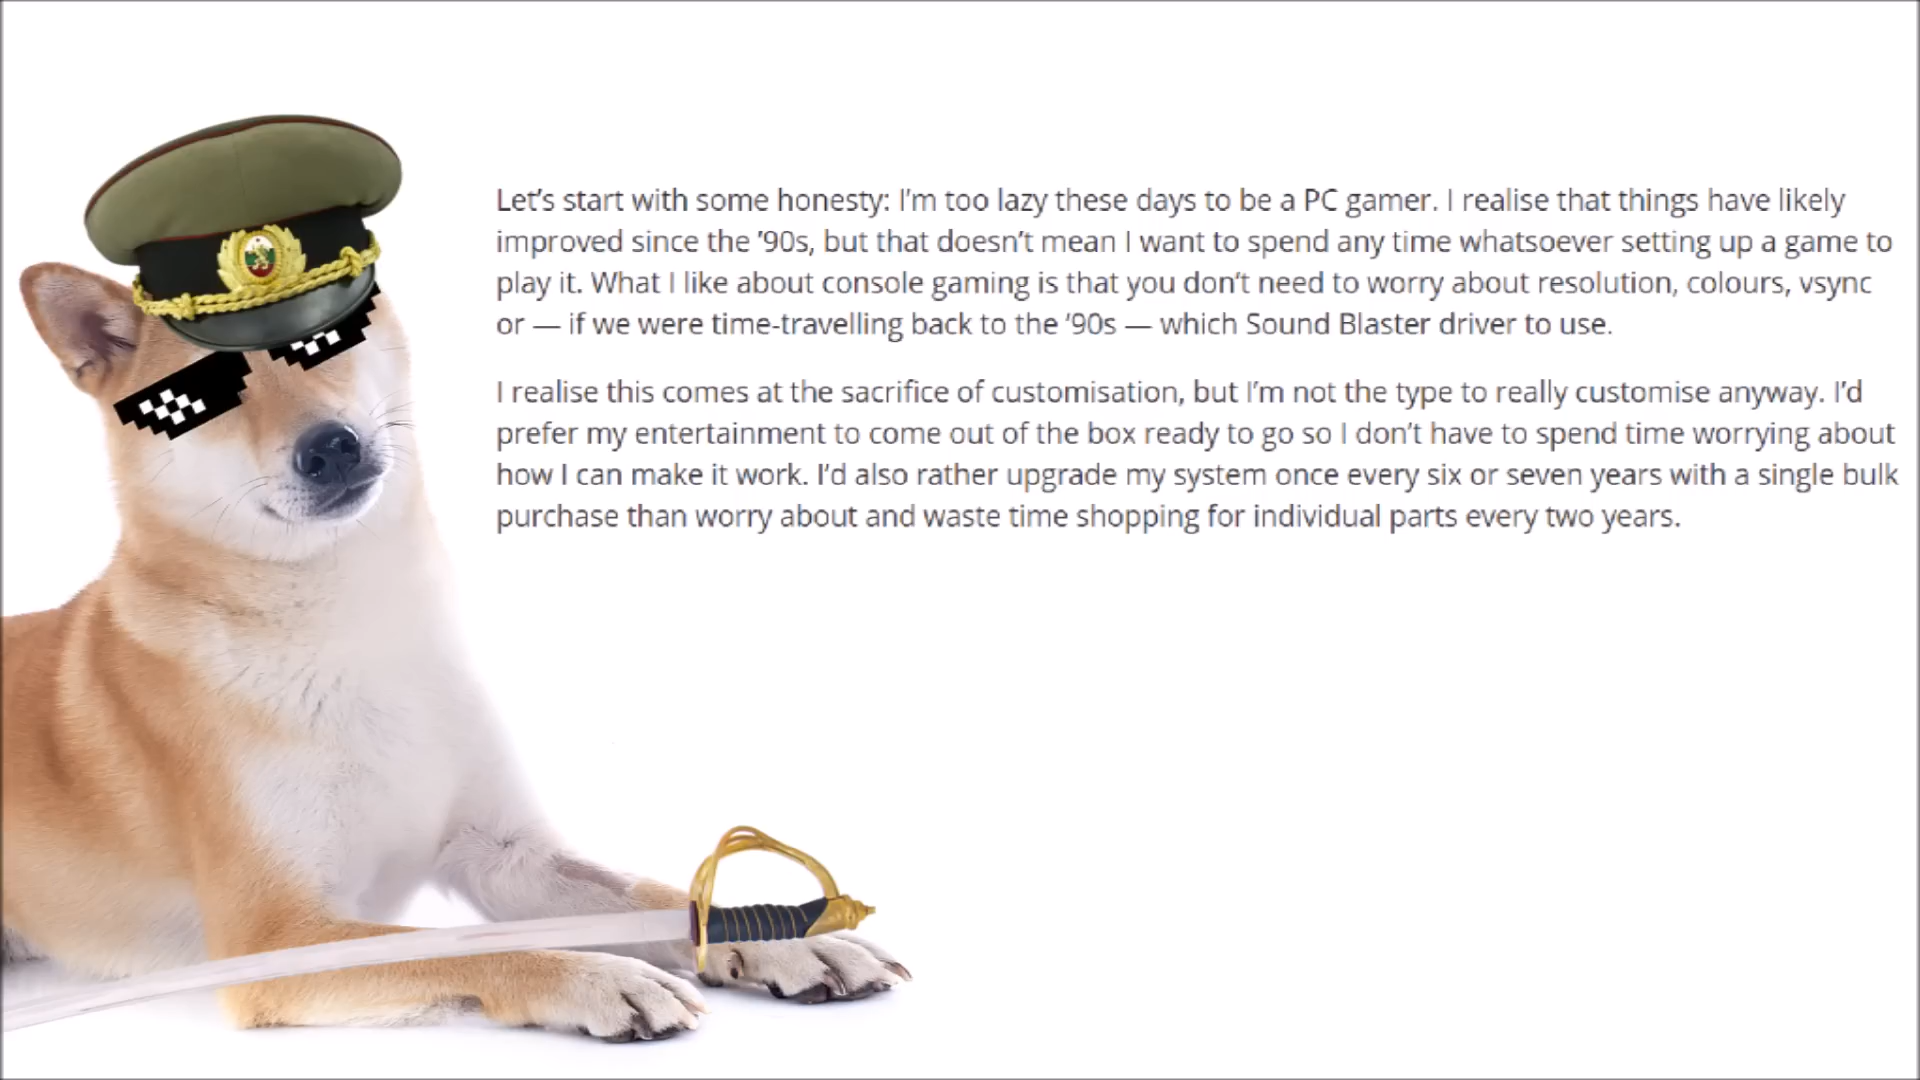 Let’s start with some honesty: I’m too lazy these days to be a PC gamer. I realise that things have likely
improved since the ’90s, but that doesn’t mean I want to spend any time whatsoever setting up a game to
play it. What I like about console gaming is that you don’t need to worry about resolution, colours, vsync
or — if we were time-travelling back to the ’90s — which Sound Blaster driver to use.
I realise this comes at the sacrifice of customisation, but I’m not the type to really customise anyway. I’d
prefer my entertainment to come out of the box ready to go so I don’t have to spend time worrying about
how I can make it work. I’d also rather upgrade my system once every six or seven years with a single bulk
purchase than worry about and waste time shopping for individual parts every two years.